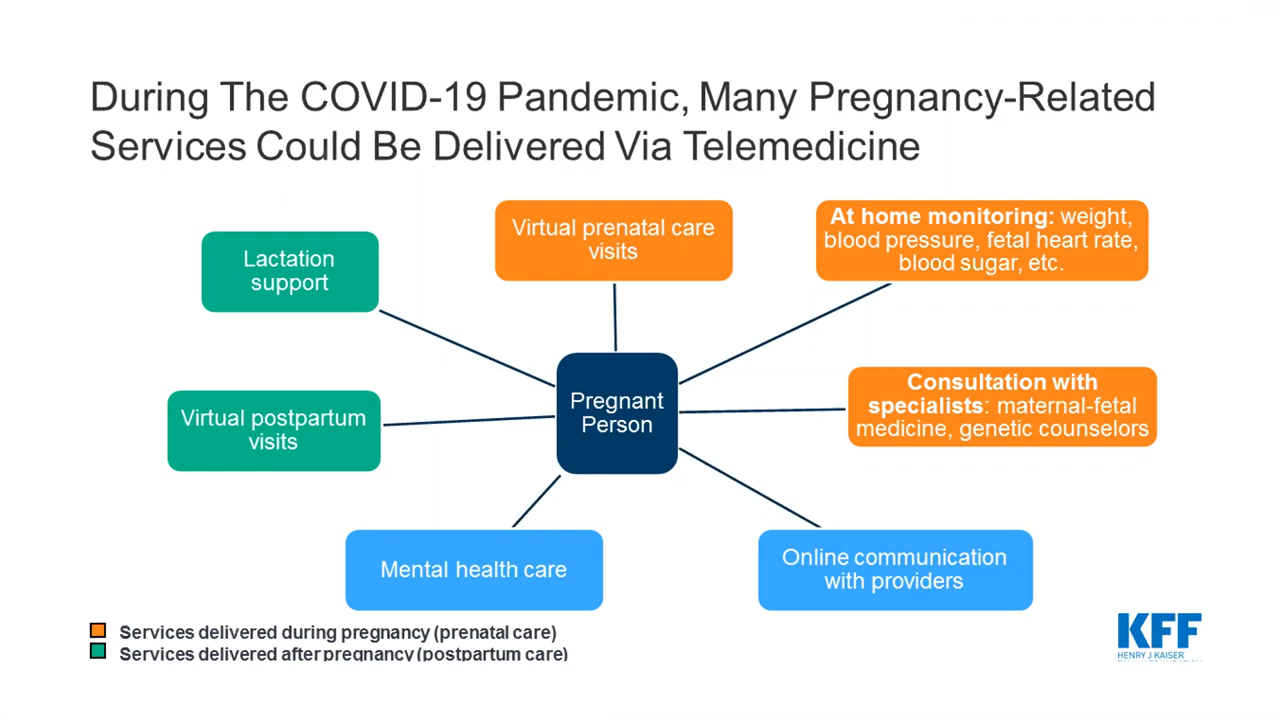 During The COVID-19 Pandemic, Many Pregnancy-Related
Services Could Be Delivered Via Telemedicine
Lactation
support
Virtual prenatal care
visits
At home monitoring: weight,
blood pressure, fetal heart rate,
blood sugar, etc.
Virtual postpartum
visits
Pregnant
Person
Consultation with
specialists: maternal-fetal
medicine, genetic counselors
Mental health care
Online communication
with providers
Services delivered during pregnancy (prenatal care)
Services delivered after pregnancy (postpartum care)
KFF
HENRY J KAISER